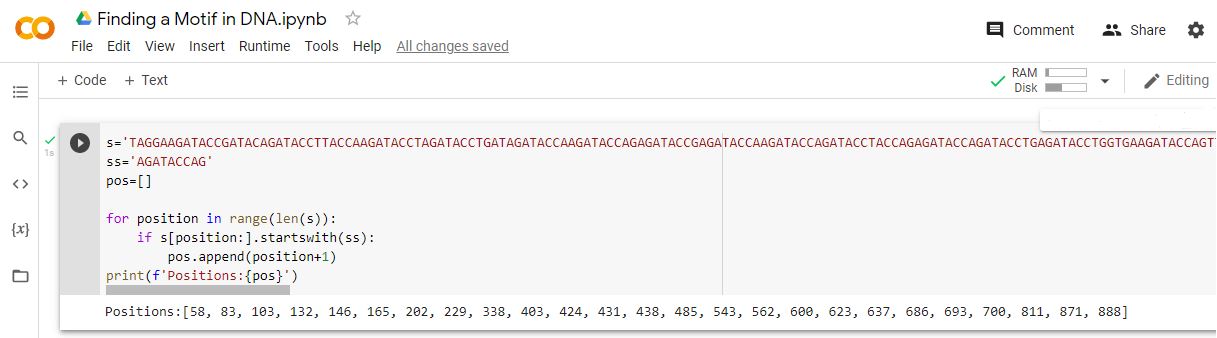 Finding a Motif in DNA.ipynb
File Edit View Insert Runtime Tools Help All changes saved
Comment Share
+ Code + Text
RAM
Disk
Editing
1s
s='TAGGAAGATACCGATACAGATACCTTACCAAGATACCTAGATACCTGATAGATACCAAGATACCAGAGATACCGAGATACCAAGATACCAGATACCTACCAGAGATACCAGATACCTGAGATACCTGGTGAAGATACCAGT
ss='AGATACCAG'
pos=[]
for position in range(len(s)):
if s[position:].startswith(ss):
pos.append(position+1)
print(f'Positions:{pos}')
{x}
Positions:[58, 83, 103, 132, 146, 165, 202, 229, 338, 403, 424, 431, 438, 485, 543, 562, 600, 623, 637, 686, 693, 700, 811, 871, 888]